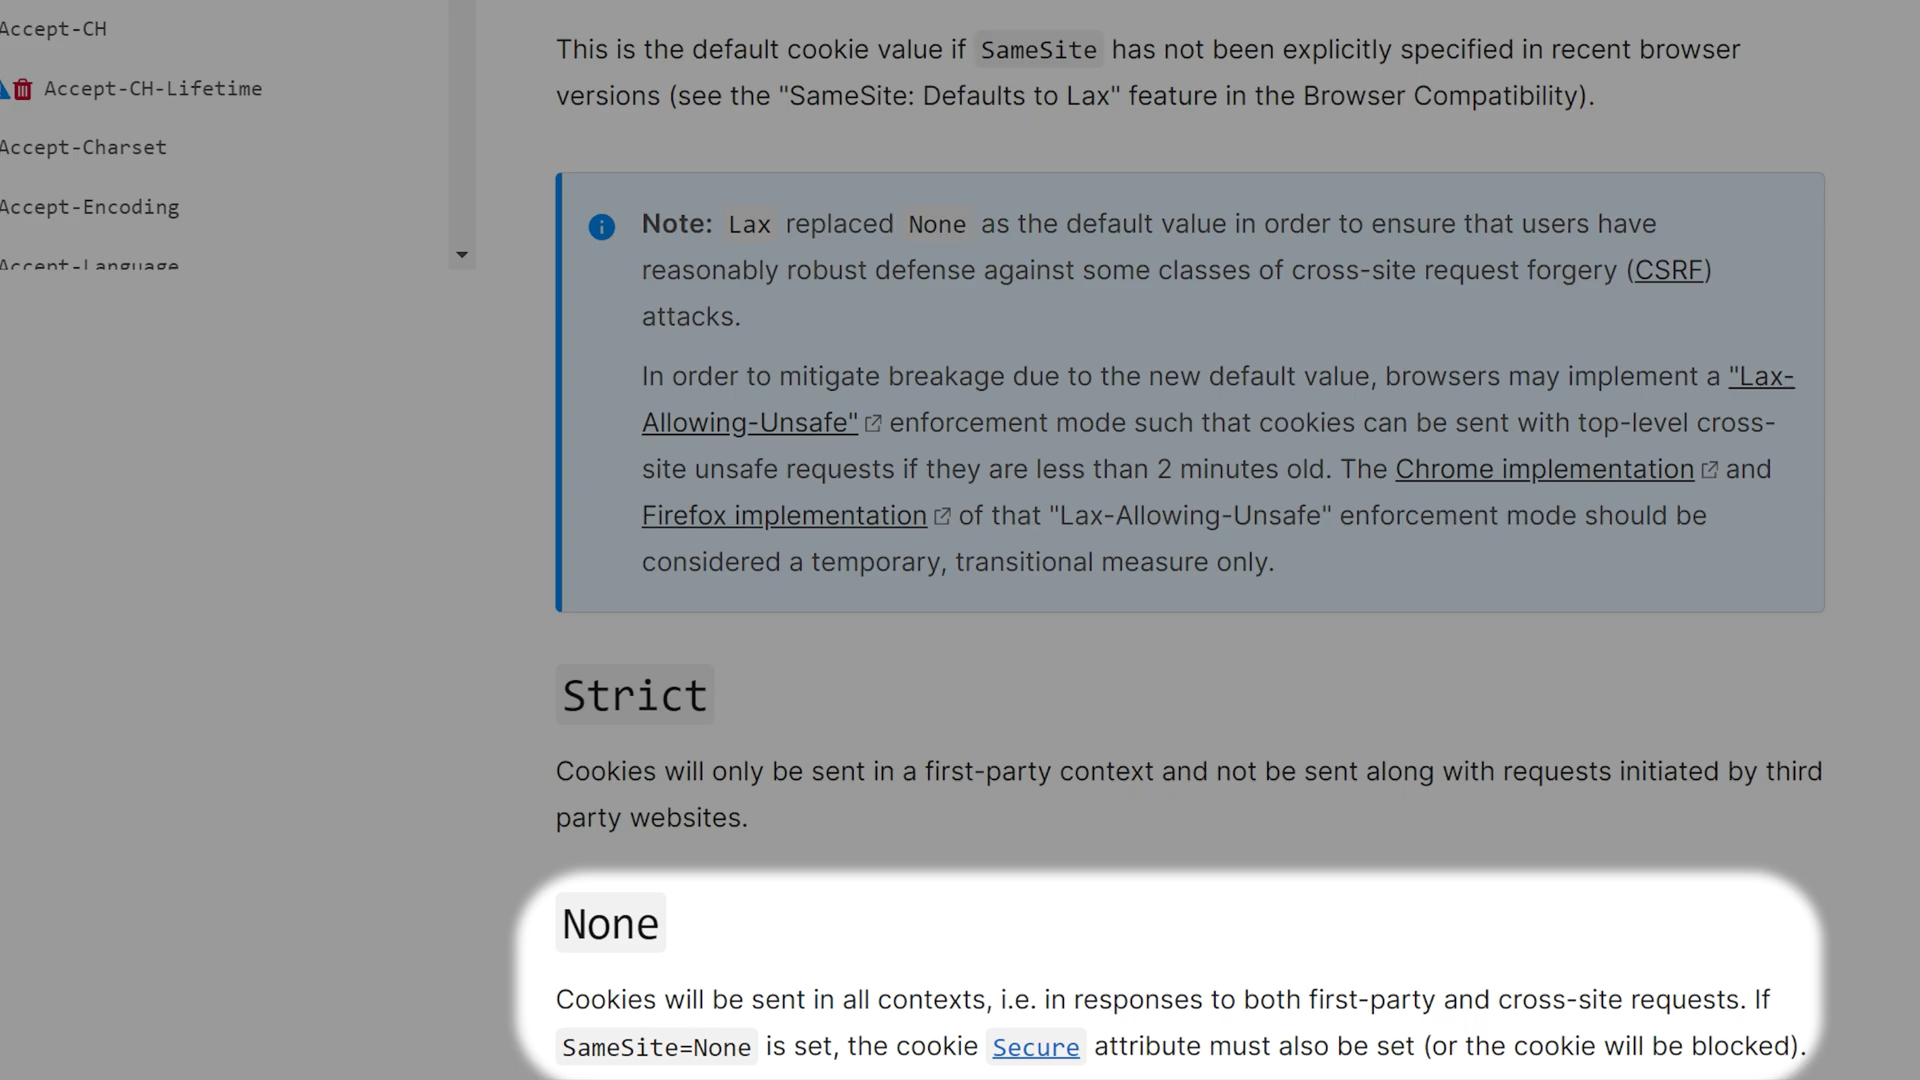 Accept-CH
Accept-CH-Lifetime
Accept-Charset
Accept-Encoding
Accept-Language
This is the default cookie value if SameSite has not been explicitly specified in recent browser
versions (see the "SameSite: Defaults to Lax" feature in the Browser Compatibility).
Note: Lax replaced None as the default value in order to ensure that users have
reasonably robust defense against some classes of cross-site request forgery (CSRF)
attacks.
In order to mitigate breakage due to the new default value, browsers may implement a "Lax-
Allowing-Unsafe" enforcement mode such that cookies can be sent with top-level cross-
site unsafe requests if they are less than 2 minutes old. The Chrome implementation and
Firefox implementation of that "Lax-Allowing-Unsafe" enforcement mode should be
considered a temporary, transitional measure only.
Strict
Cookies will only be sent in a first-party context and not be sent along with requests initiated by third
party websites.
None
Cookies will be sent in all contexts, i.e. in responses to both first-party and cross-site requests. If
SameSite=None is set, the cookie Secure attribute must also be set (or the cookie will be blocked).